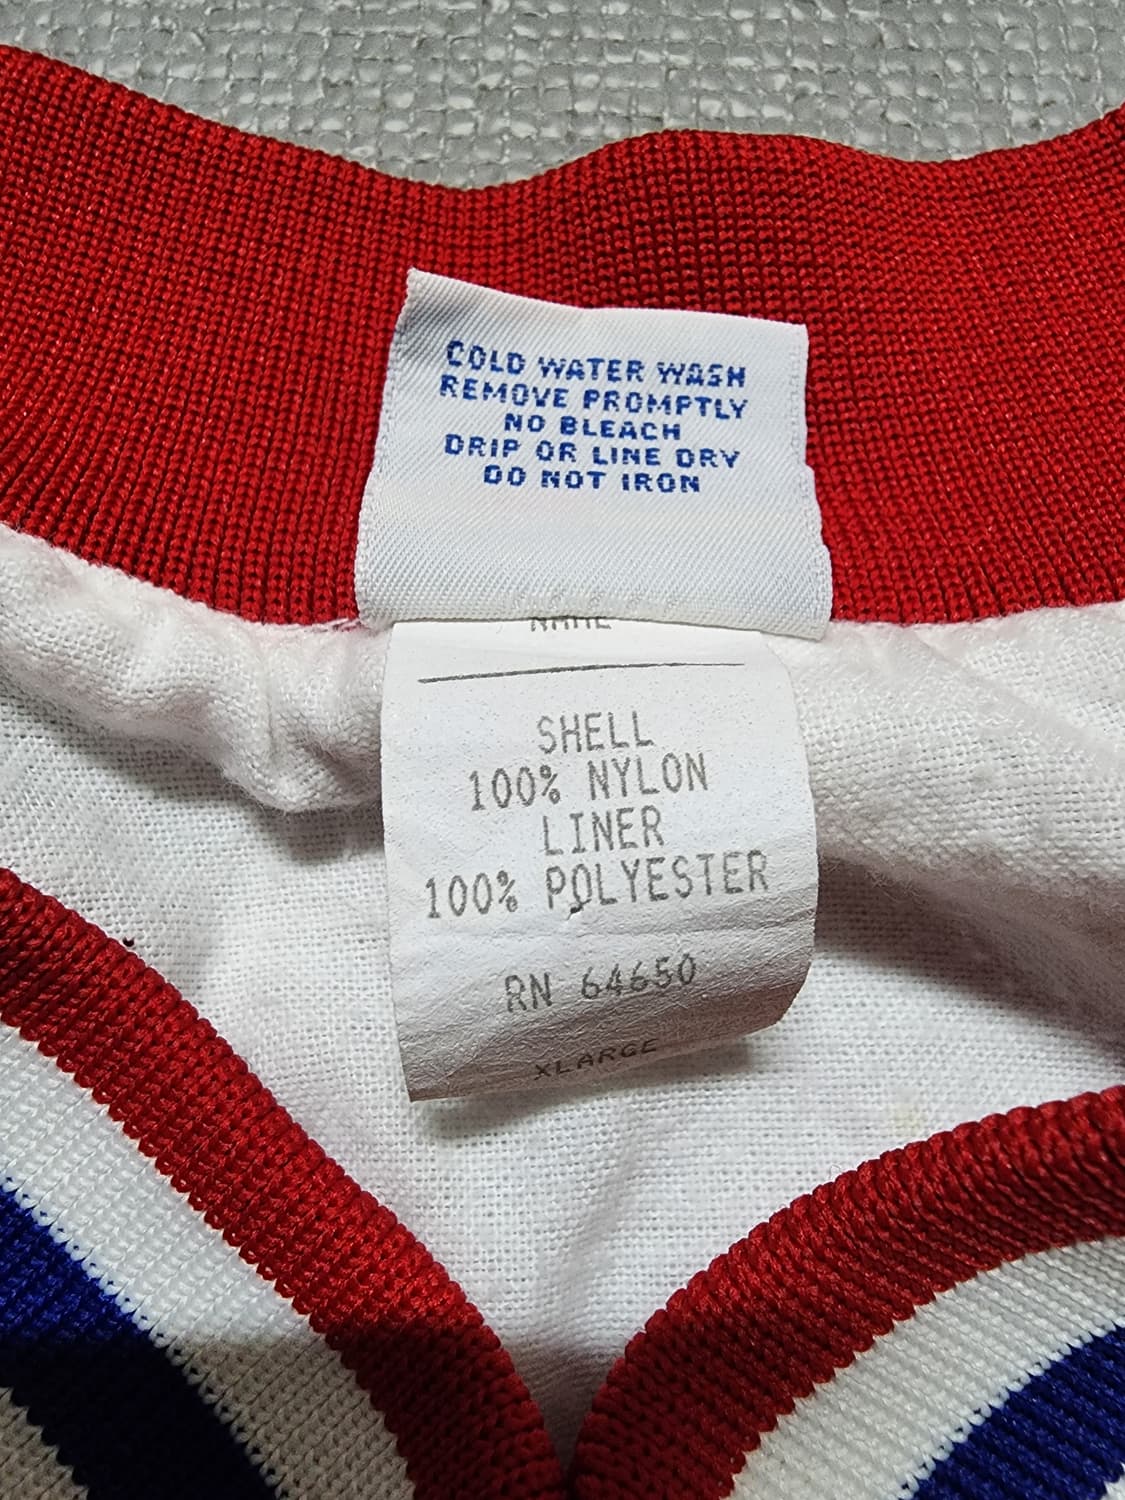 COLD WATER WASH
REMOVE PROMPTLY
NO BLEACH
DRIP OR LINE DRY
DO NOT IRON
NAME
SHELL
100% NYLON
LINER
100% POLYESTER
RN 64650
XLARGE